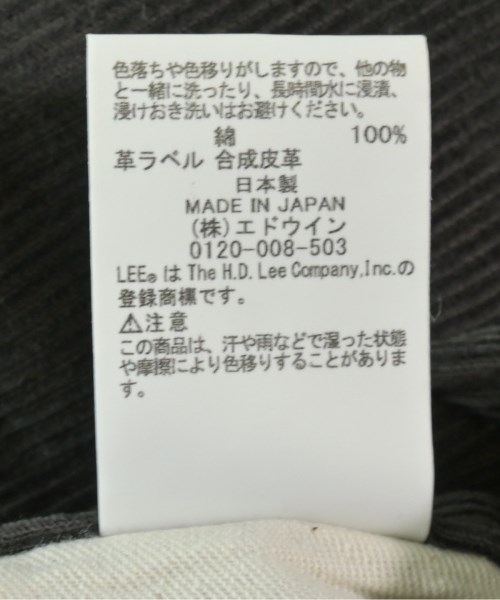 色落ちや色移りがしますので、他の物
と一緒に洗ったり、長時間水に浸漬、
浸けおき洗いはお避けください。
綿 100%
革ラベル 合成皮革
日本製
MADE IN JAPAN
(株)エドウイン
0120-008-503
LEE® は The H.D. Lee Company,Inc.の
登録商標です。
⚠注意
この商品は、汗や雨などで湿った状態
や摩擦により色移りすることがありま
す。